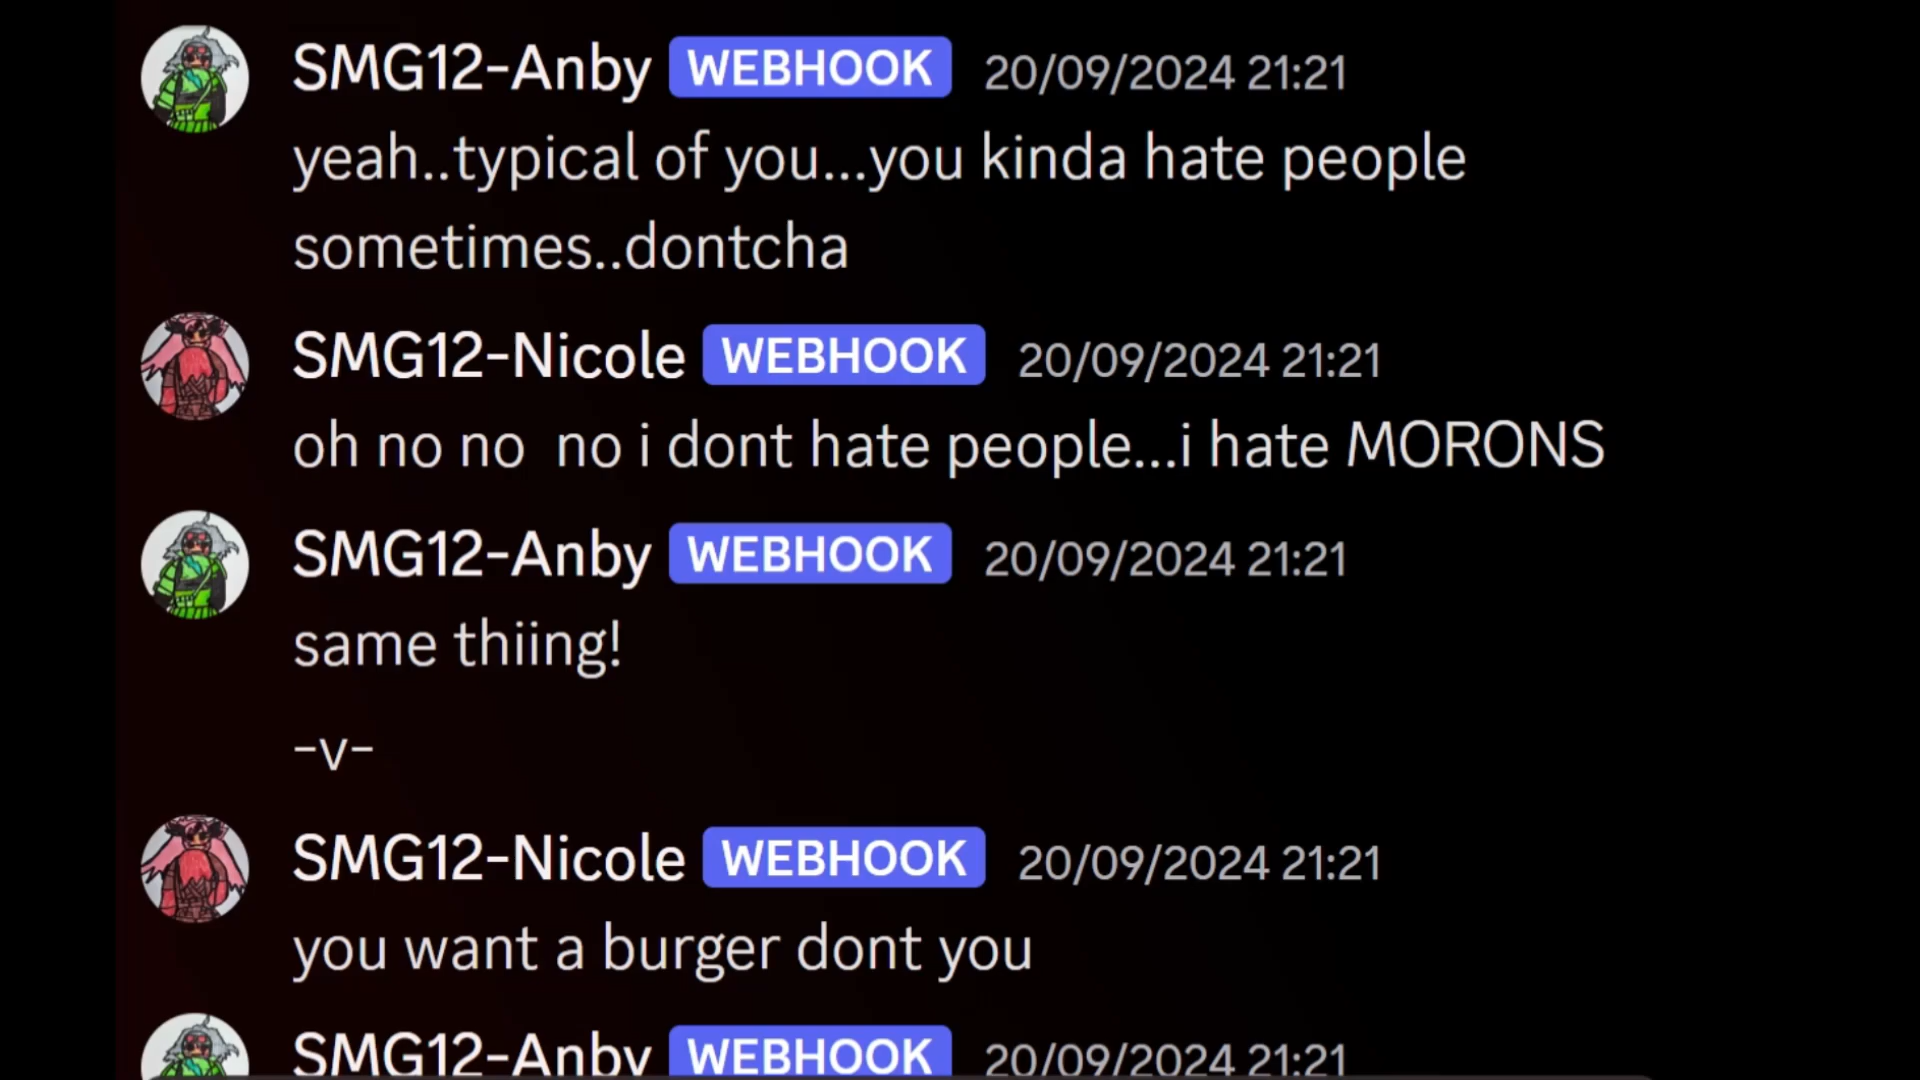 SMG12-Anby WEBHOOK 20/09/2024 21:21
yeah..typical of you...you kinda hate people
sometimes..dontcha
SMG12-Nicole WEBHOOK 20/09/2024 21:21
oh no no  no i dont hate people...i hate MORONS
SMG12-Anby WEBHOOK 20/09/2024 21:21
same thiing!
-v-
SMG12-Nicole WEBHOOK 20/09/2024 21:21
you want a burger dont you
SMG12-Anby WEBHOOK 20/09/2024 21:21